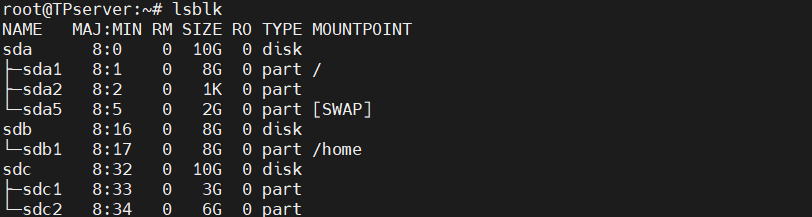 root@TPserver:~# lsblk
NAME   MAJ:MIN RM SIZE RO TYPE MOUNTPOINT
sda      8:0    0  10G  0 disk
├─sda1   8:1    0   8G  0 part /
├─sda2   8:2    0   1K  0 part
└─sda5   8:5    0   2G  0 part [SWAP]
sdb      8:16   0   8G  0 disk
└─sdb1   8:17   0   8G  0 part /home
sdc      8:32   0  10G  0 disk
├─sdc1   8:33   0   3G  0 part
└─sdc2   8:34   0   6G  0 part